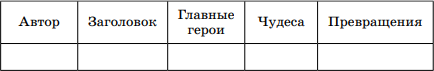 Автор
Заголовок
Главные
герои
Чудеса
Превращения